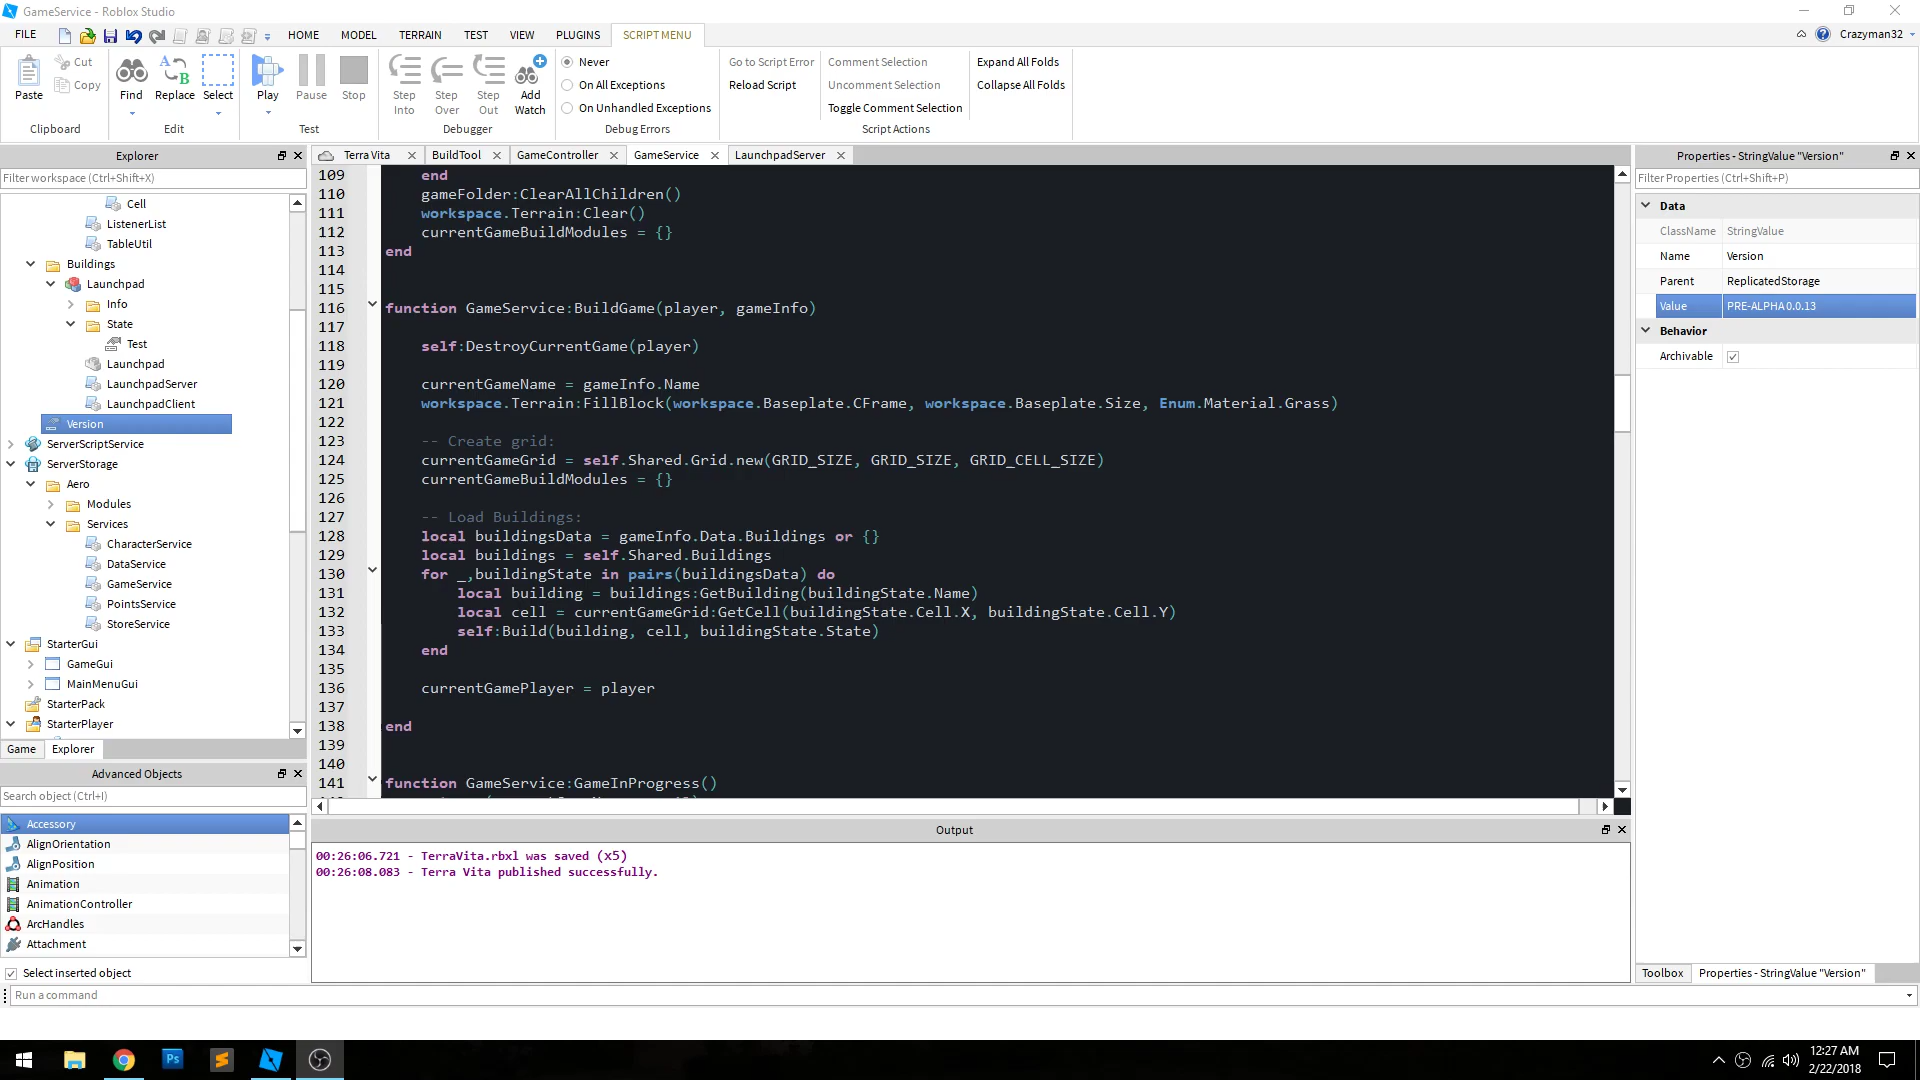 GameService - Roblox Studio
FILE HOME MODEL TERRAIN TEST VIEW PLUGINS SCRIPT MENU Crazyman32
Paste Cut Copy Find Replace Select Play Pause Stop Step Into Step Over Step Out Add Watch
Never
On All Exceptions
On Unhandled Exceptions
Go to Script Error
Reload Script
Comment Selection
Uncomment Selection
Toggle Comment Selection
Expand All Folds
Collapse All Folds
Clipboard Edit Test Debugger Debug Errors Script Actions
Explorer
Filter workspace (Ctrl+Shift+X)
Cell
ListenerList
TableUtil
Buildings
Launchpad
Info
State
Test
Launchpad
LaunchpadServer
LaunchpadClient
Version
ServerScriptService
ServerStorage
Aero
Modules
Services
CharacterService
DataService
GameService
PointsService
StoreService
StarterGui
GameGui
MainMenuGui
StarterPack
StarterPlayer
Game Explorer
Advanced Objects
Search object (Ctrl+I)
Accessory
AlignOrientation
AlignPosition
Animation
AnimationController
ArcHandles
Attachment
Select inserted object
Run a command
Terra Vita BuildTool GameController GameService LaunchpadServer
109 end
110 gameFolder:ClearAllChildren()
111 workspace.Terrain:Clear()
112 currentGameBuildModules = {}
113 end
114
115
116 function GameService:BuildGame(player, gameInfo)
117
118 self:DestroyCurrentGame(player)
119
120 currentGameName = gameInfo.Name
121 workspace.Terrain:FillBlock(workspace.Baseplate.CFrame, workspace.Baseplate.Size, Enum.Material.Grass)
122
123 -- Create grid:
124 currentGameGrid = self.Shared.Grid.new(GRID_SIZE, GRID_SIZE, GRID_CELL_SIZE)
125 currentGameBuildModules = {}
126
127 -- Load Buildings:
128 local buildingsData = gameInfo.Data.Buildings or {}
129 local buildings = self.Shared.Buildings
130 for _,buildingState in pairs(buildingsData) do
131 local building = buildings:GetBuilding(buildingState.Name)
132 local cell = currentGameGrid:GetCell(buildingState.Cell.X, buildingState.Cell.Y)
133 self:Build(building, cell, buildingState.State)
134 end
135
136 currentGamePlayer = player
137
138 end
139
140
141 function GameService:GameInProgress()
Output
00:26:06.721 - TerraVita.rbxl was saved (x5)
00:26:08.083 - Terra Vita published successfully.
Properties - StringValue "Version"
Filter Properties (Ctrl+Shift+P)
Data
ClassName StringValue
Name Version
Parent ReplicatedStorage
Value PRE-ALPHA 0.0.13
Behavior
Archivable
Toolbox Properties - StringValue "Version"
Ps
12:27 AM
2/22/2018